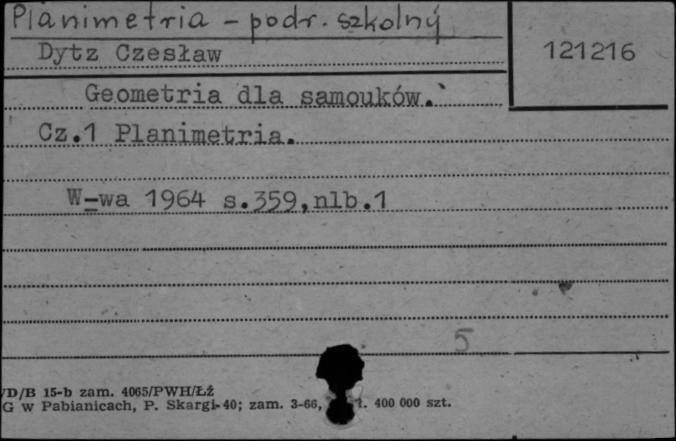 Planimetria - podr. szkolny
Dytz Czesław
121216
Geometria dla samouków.
Cz.1 Planimetria.
W-wa 1964 s.359,nlb.1
5
/D/B 15-b zam. 4065/PWH/Łź
G w Pabianicach, P. Skargi-40; zam. 3-66, 400 000 szt.